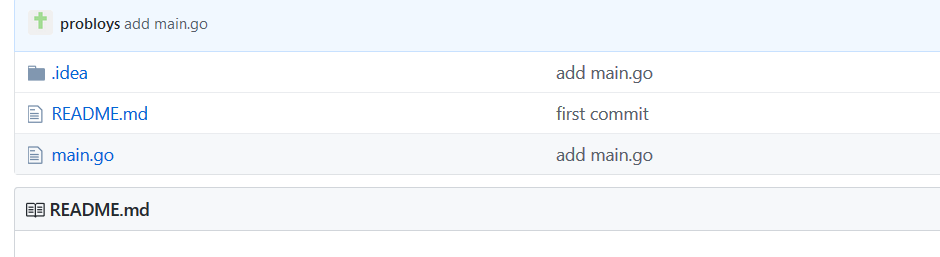 probloys add main.go
.idea add main.go
README.md first commit
main.go add main.go
README.md